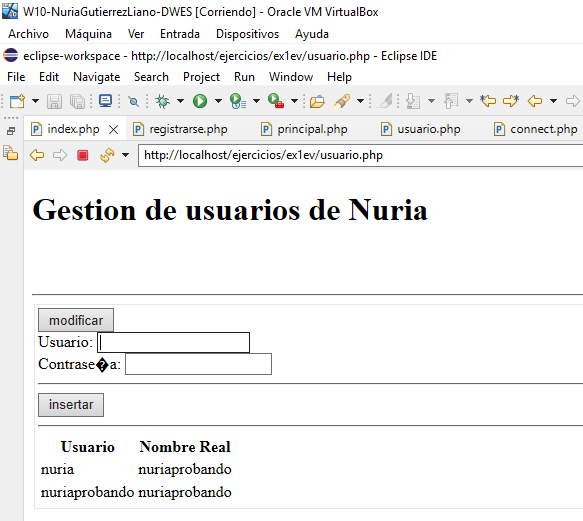 W10-NuriaGutierrezLiano-DWES [Corriendo] - Oracle VM VirtualBox
Archivo Máquina Ver Entrada Dispositivos Ayuda
eclipse-workspace - http://localhost/ejercicios/ex1ev/usuario.php - Eclipse IDE
File Edit Navigate Search Project Run Window Help
index.php registrarse.php principal.php usuario.php connect.php
http://localhost/ejercicios/ex1ev/usuario.php
Gestion de usuarios de Nuria
modificar
Usuario:
Contrase�a:
insertar
Usuario Nombre Real
nuria nuriaprobando
nuriaprobando nuriaprobando